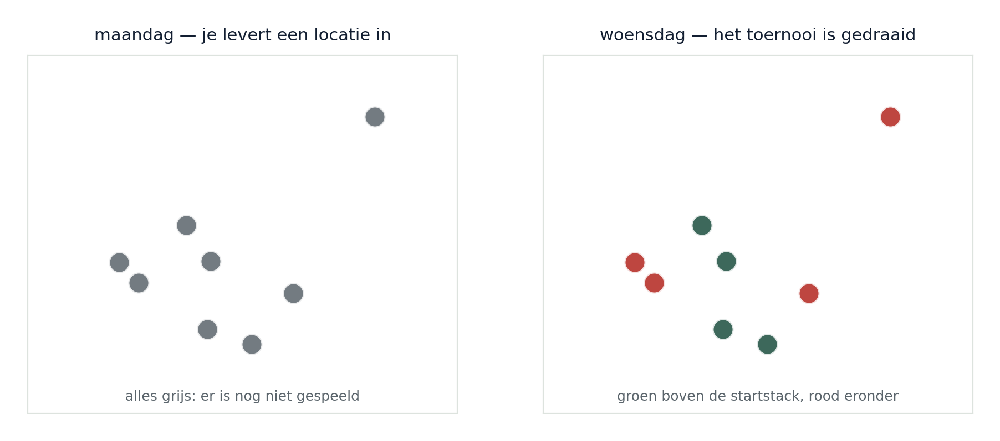 maandag — je levert een locatie in
woensdag — het toernooi is gedraaid
alles grijs: er is nog niet gespeeld
groen boven de startstack, rood eronder